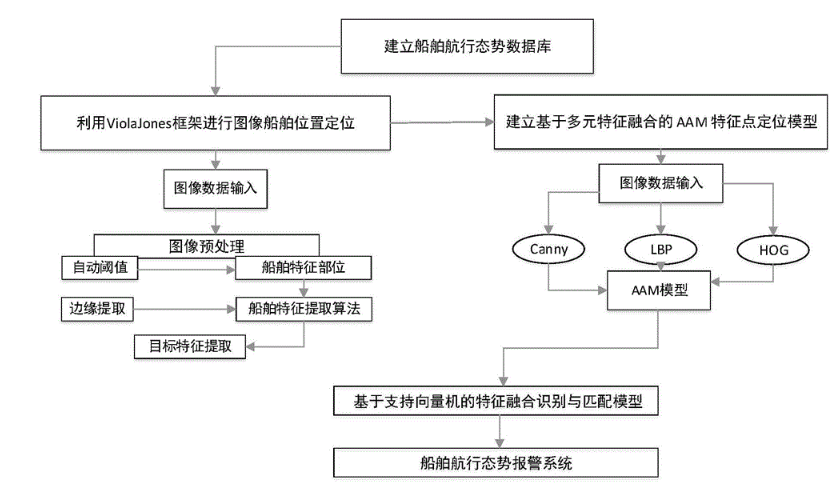 建立船舶航行态势数据库
利用ViolaJones框架进行图像船舶位置定位
建立基于多元特征融合的 AAM 特征点定位模型
图像数据输入
图像数据输入
Canny
LBP
HOG
图像预处理
自动阈值
船舶特征部位
AAM模型
边缘提取
船舶特征提取算法
目标特征提取
基于支持向量机的特征融合识别与匹配模型
船舶航行态势报警系统